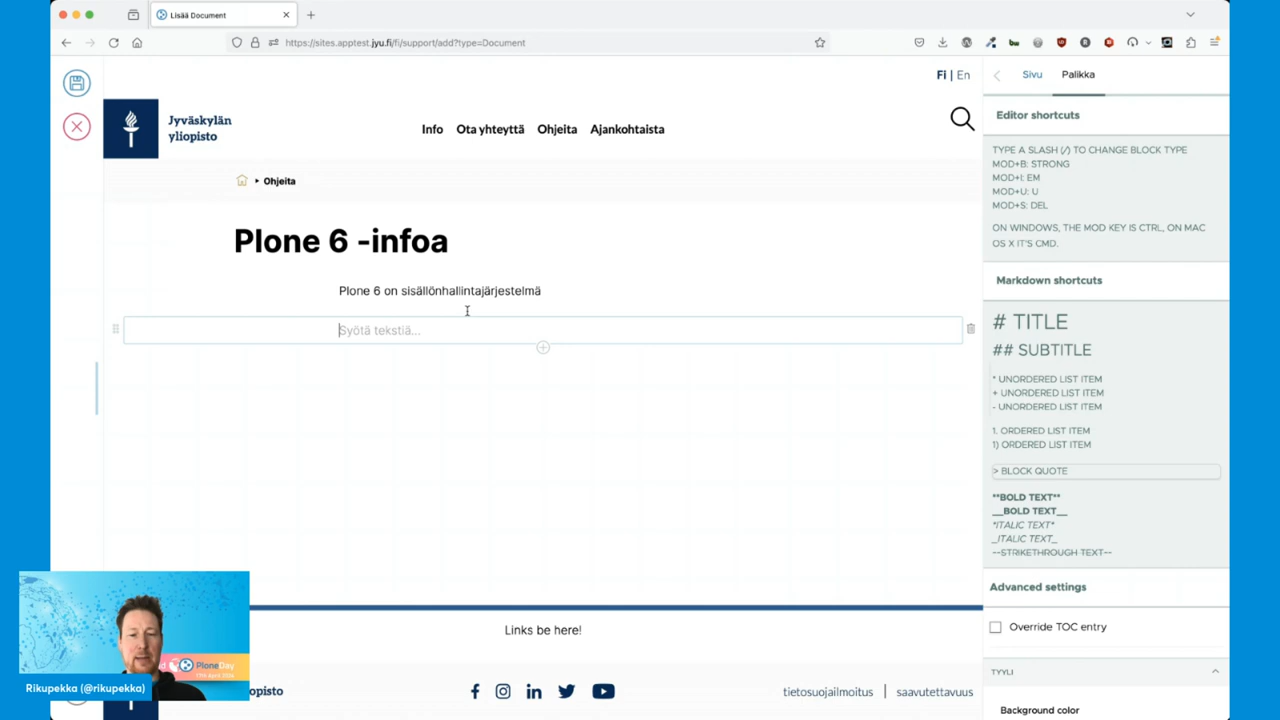 Lisää Document
https://sites.apptest.jyu.fi/fi/support/add?type=Document
Fi | En
Sivu
Palikka
Jyväskylän
yliopisto
Info
Ota yhteyttä
Ohjeita
Ajankohtaista
Ohjeita
Plone 6 -infoa
Plone 6 on sisällönhallintajärjestelmä
Syötä tekstiä...
Editor shortcuts
TYPE A SLASH (/) TO CHANGE BLOCK TYPE
MOD+B: STRONG
MOD+I: EM
MOD+U: U
MOD+S: DEL
ON WINDOWS, THE MOD KEY IS CTRL, ON MAC
OS X IT'S CMD.
Markdown shortcuts
# TITLE
## SUBTITLE
* UNORDERED LIST ITEM
+ UNORDERED LIST ITEM
- UNORDERED LIST ITEM
1. ORDERED LIST ITEM
1) ORDERED LIST ITEM
> BLOCK QUOTE
**BOLD TEXT**
__BOLD TEXT__
*ITALIC TEXT*
_ITALIC TEXT_
~~STRIKETHROUGH TEXT~~
Advanced settings
Override TOC entry
TYYLI
Background color
Links be here!
opisto
tietosuojailmoitus | saavutettavuus
PloneDay
Rikupekka (@rikupekka)